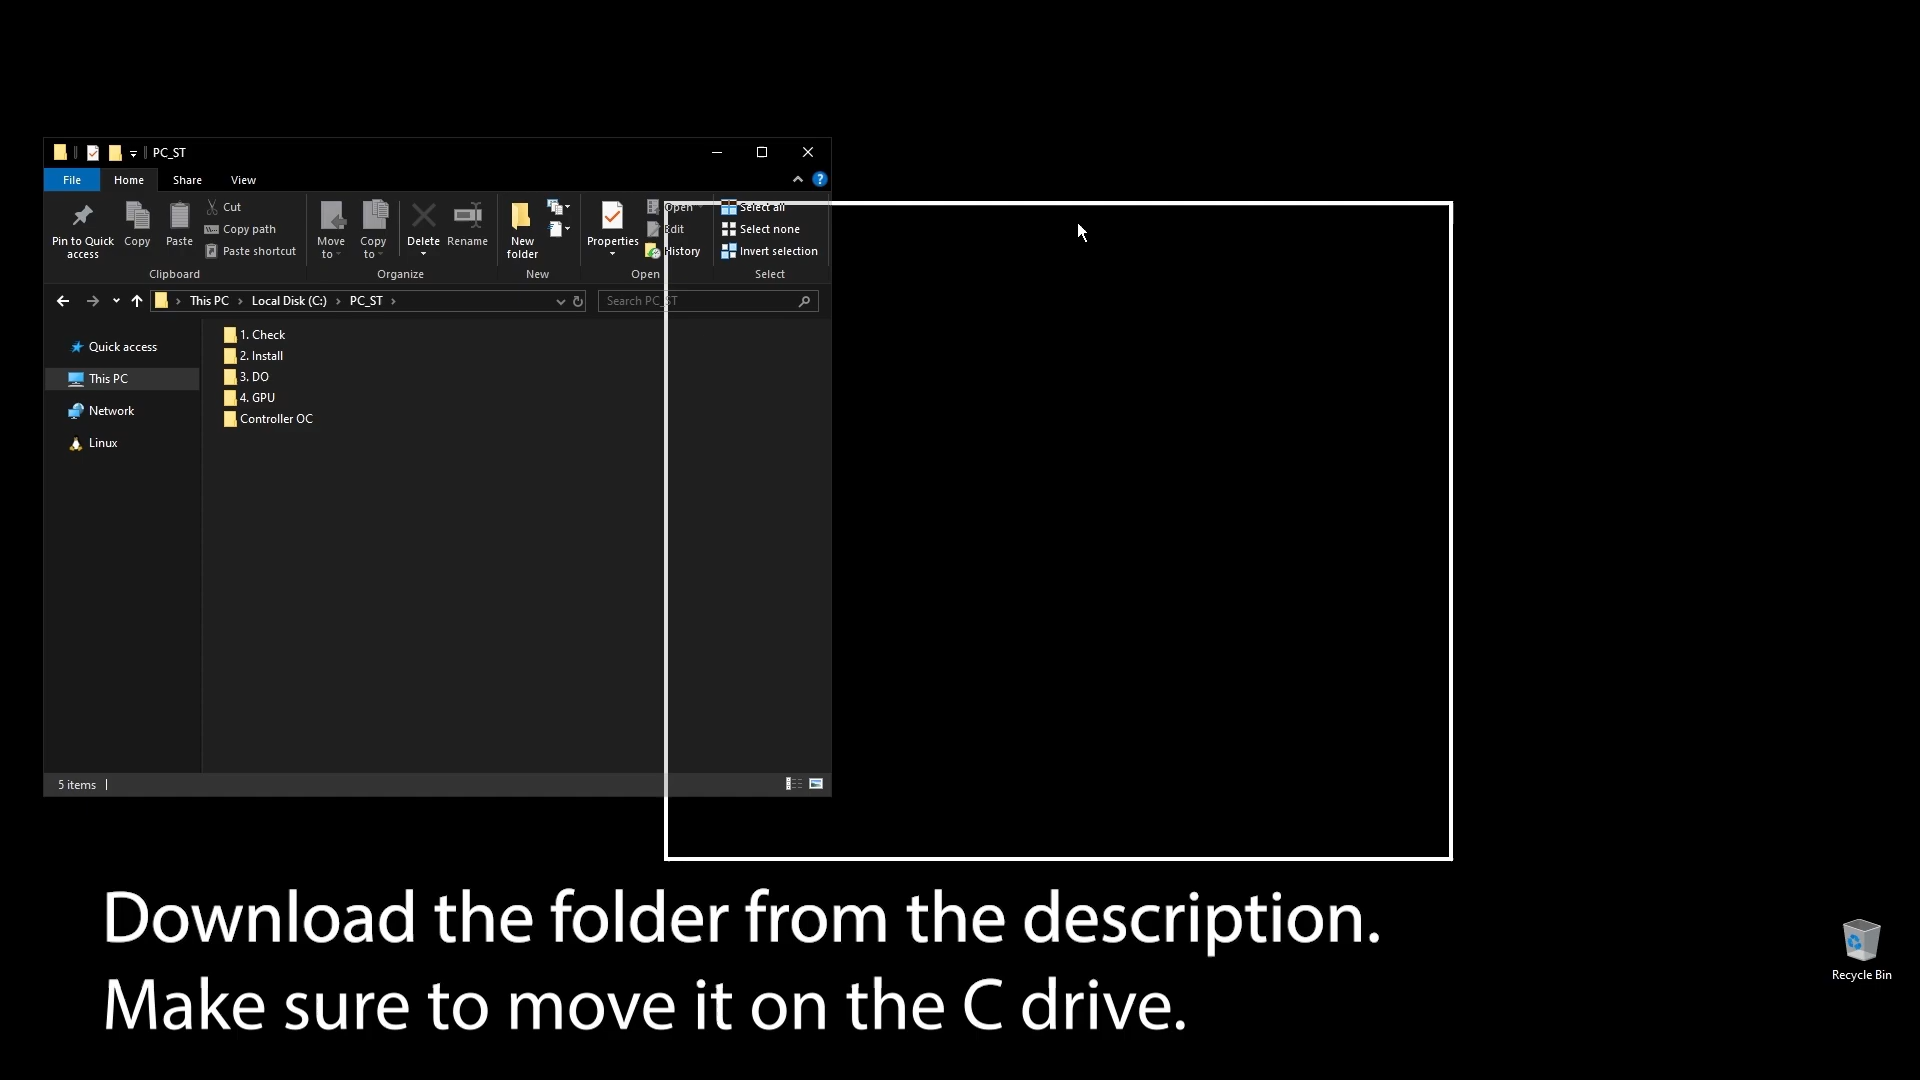 PC_ST
File Home Share View
Pin to Quick access
Copy
Paste
Cut
Copy path
Paste shortcut
Clipboard
Move to
Copy to
Delete
Rename
Organize
New folder
New
Properties
Open
Edit
History
Open
Select all
Select none
Invert selection
Select
This PC Local Disk (C:) PC_ST
Search PC_ST
Quick access
This PC
Network
Linux
1. Check
2. Install
3. DO
4. GPU
Controller OC
5 items
Recycle Bin
Download the folder from the description.
Make sure to move it on the C drive.